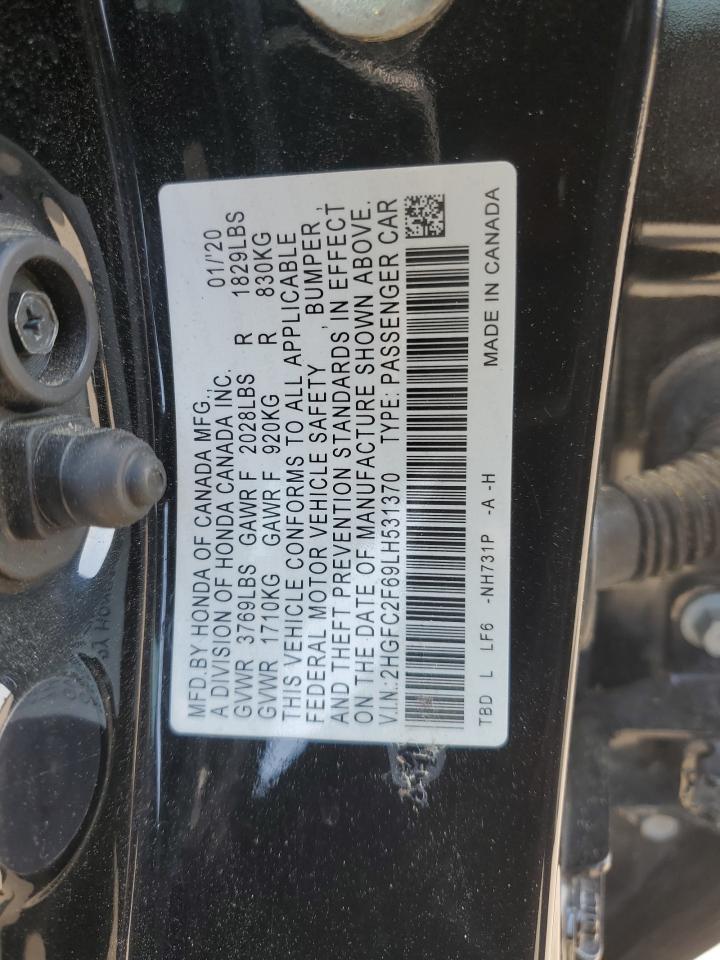 MFD.BY HONDA OF CANADA MFG., 01/'20
A DIVISION OF HONDA CANADA INC.
GVWR 3769LBS GAWR F 2028LBS R 1829LBS
GVWR 1710KG GAWR F 920KG R 830KG
THIS VEHICLE CONFORMS TO ALL APPLICABLE
FEDERAL MOTOR VEHICLE SAFETY, BUMPER,
AND THEFT PREVENTION STANDARDS IN EFFECT
ON THE DATE OF MANUFACTURE SHOWN ABOVE.
V.I.N.:2HGFC2F69LH531370 TYPE: PASSENGER CAR
TBD L LF6 -NH731P -A -H MADE IN CANADA